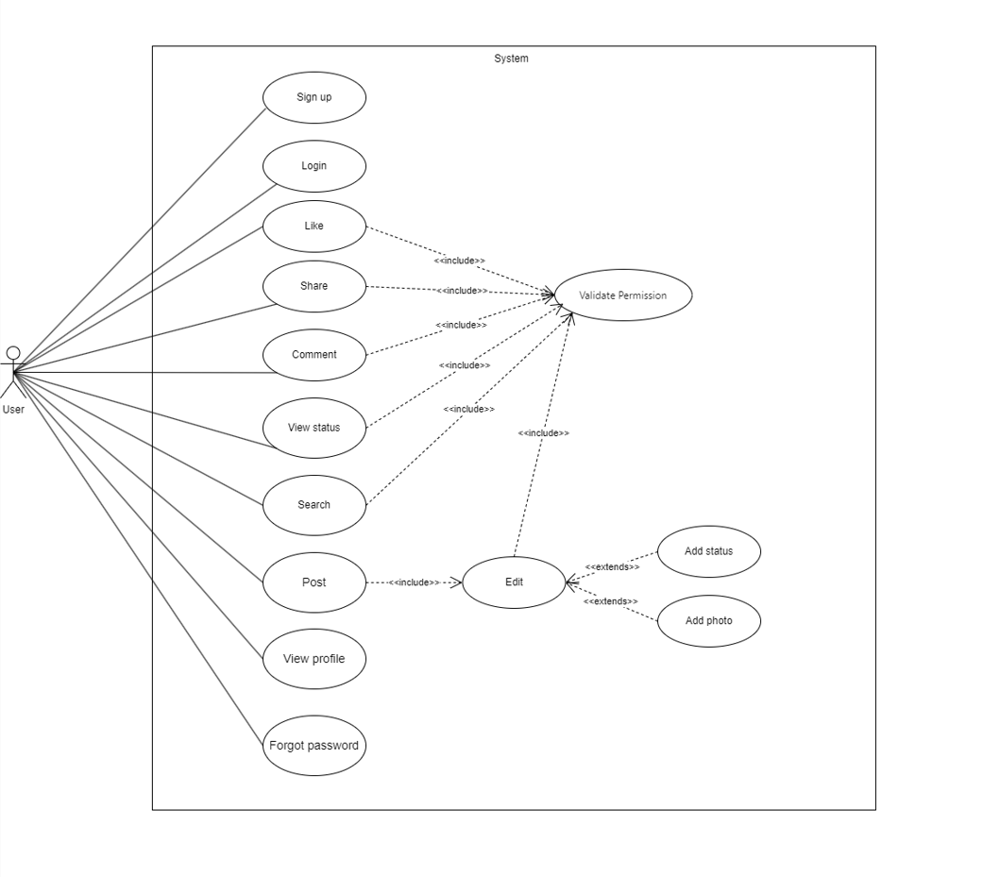 System
Sign up
Login
Like
<<include>>
Share
<<include>>
Validate Permission
<<include>>
Comment
<<include>>
User
<<include>>
View status
<<include>>
Search
Add status
<<extends>>
Post
<<include>>
Edit
<<extends>>
Add photo
View profile
Forgot password